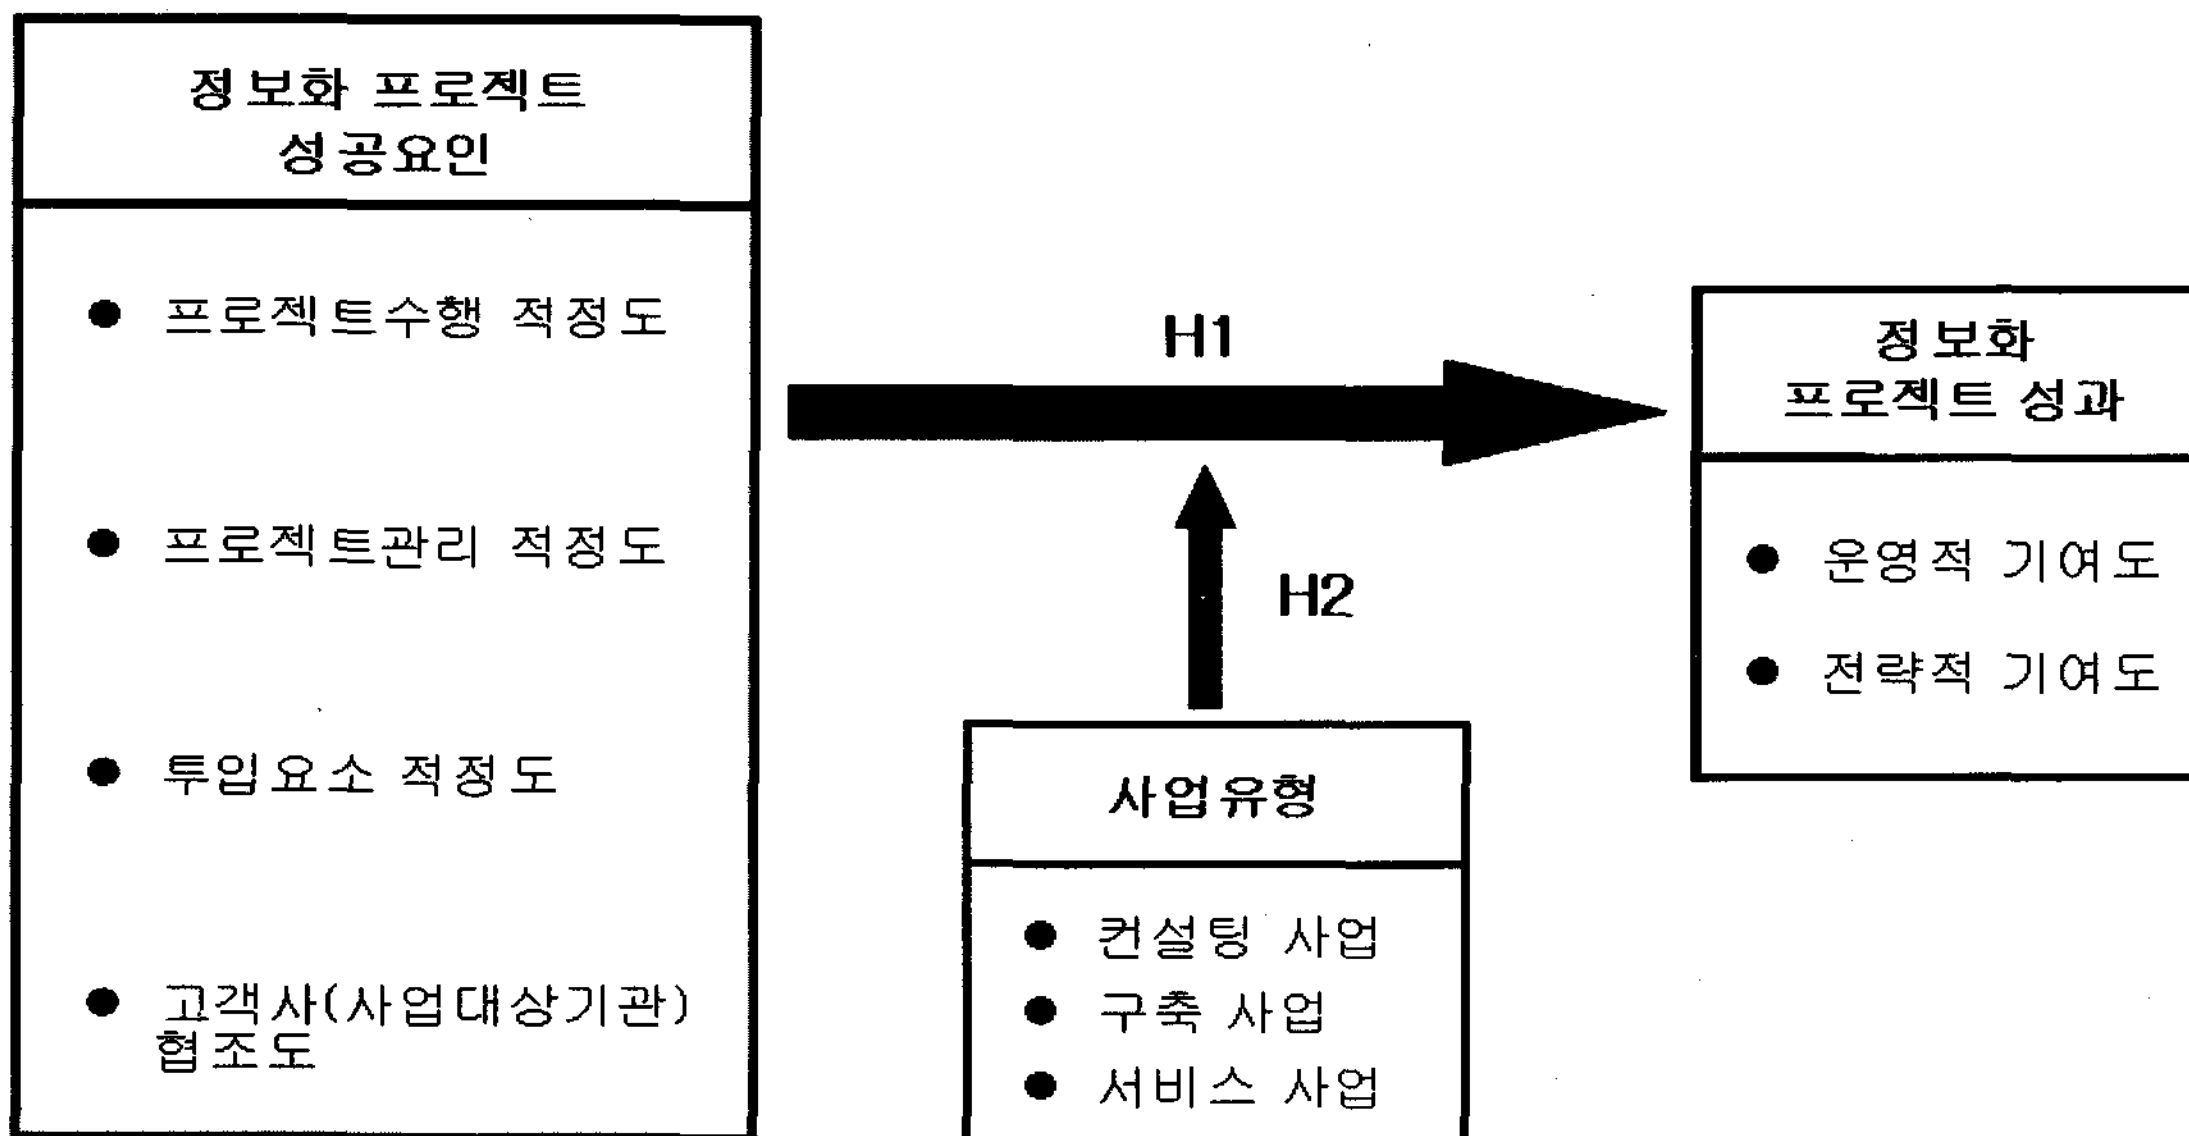 정보화 프로젝트
성공요인
● 프로젝트수행 적정도
● 프로젝트관리 적정도
● 투입요소 적정도
● 고객사(사업대상기관)
협조도
H1
H2
사업유형
● 컨설팅 사업
● 구축 사업
● 서비스 사업
정보화
프로젝트 성과
● 운영적 기여도
● 전략적 기여도